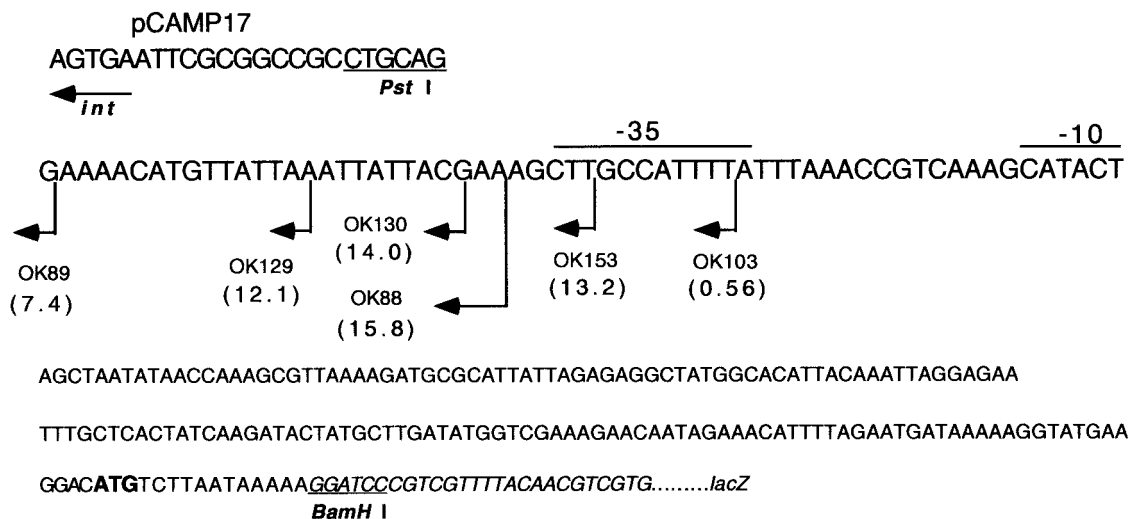 pCAMP17
AGTGAATTCGCGGCCGCCTGCAG
int Pst I
-35 -10
GAAAACATGTTATTAAATTATTACGAAAGCTTGCCATTTTATTTAAACCGTCAAAGCATACT
OK89 OK129 OK130 OK88 OK153 OK103
(7.4) (12.1) (14.0) (15.8) (13.2) (0.56)
AGCTAATATAACCAAAGCGTTAAAAGATGCGCATTATTAGAGAGGCTATGGCACATTACAAATTAGGAGAA
TTTGCTCACTATCAAGATACTATGCTTGATATGGTCGAAAGAACAATAGAAACATTTTAGAATGATAAAAAGGTATGAA
GGACATGTCTTAATAAAAAGGATCCCGTCGTTTTACAACGTCGTG.........lacZ
BamH I